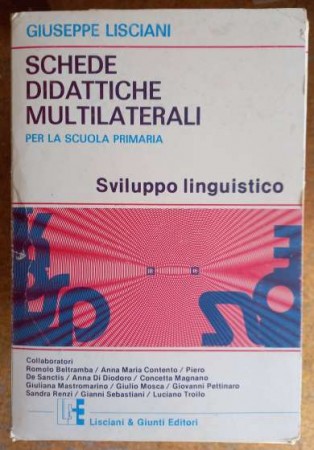 GIUSEPPE LISCIANI
SCHEDE
DIDATTICHE
MULTILATERALI
PER LA SCUOLA PRIMARIA
Sviluppo linguistico
Collaboratori
Romolo Beltramba / Anna Maria Contento / Piero
De Sanctis / Anna Di Diodoro / Concetta Magnano
Giuliana Mastromarino / Giulio Mosca / Giovanni Pettinaro
Sandra Renzi / Gianni Sebastiani / Luciano Troilo
Lisciani & Giunti Editori